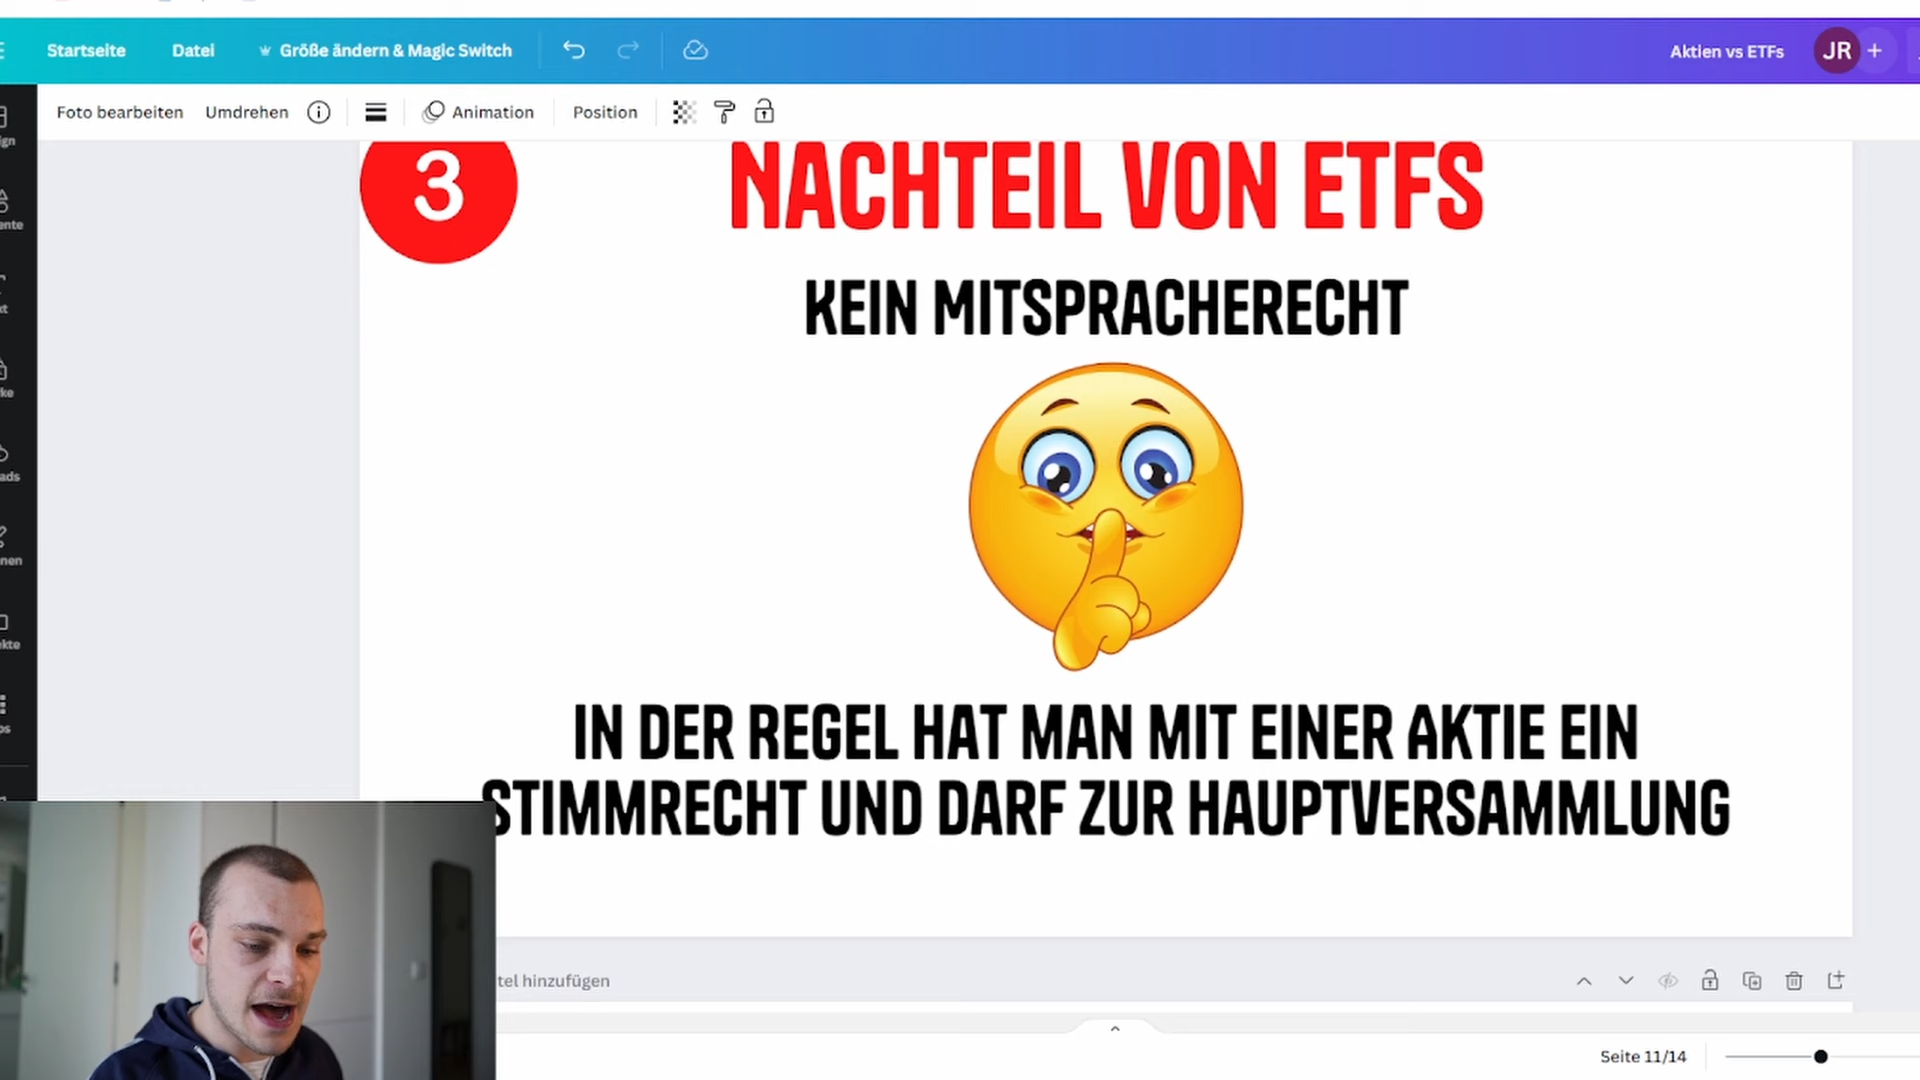 Startseite Datei Größe ändern & Magic Switch Aktien vs ETFs JR +
Foto bearbeiten Umdrehen Animation Position
3
NACHTEIL VON ETFS
KEIN MITSPRACHERECHT
IN DER REGEL HAT MAN MIT EINER AKTIE EIN
STIMMRECHT UND DARF ZUR HAUPTVERSAMMLUNG
tel hinzufügen
Seite 11/14